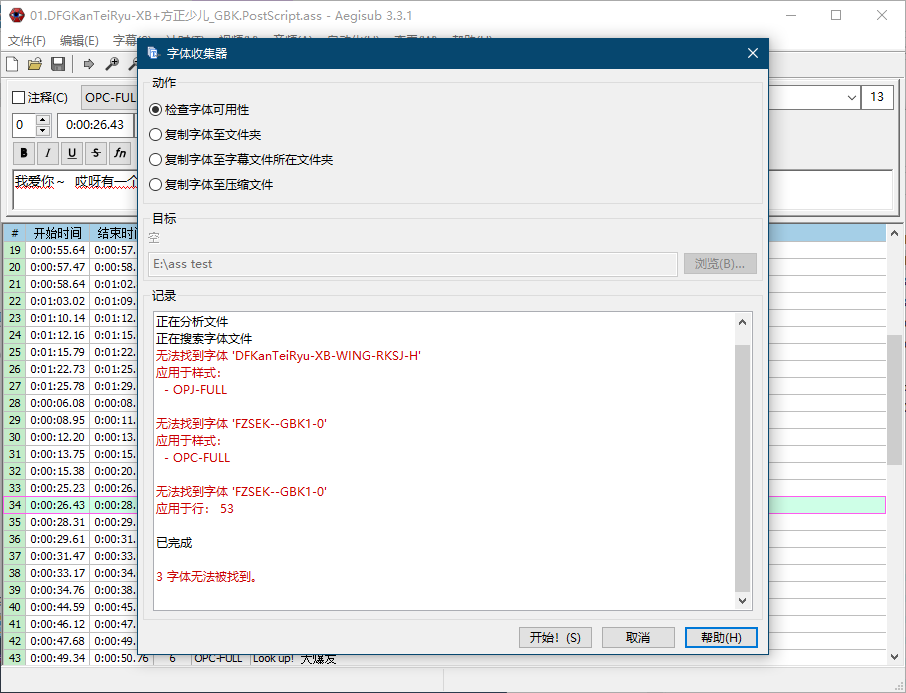 01.DFGKanTeiRyu-XB+方正少儿_GBK.PostScript.ass - Aegisub 3.3.1
文件(F) 编辑(E) 字幕
字体收集器
注释(C) OPC-FUL 13
0 0:00:26.43
B I U S fn
我爱你~ 哎呀有一个
动作
检查字体可用性
复制字体至文件夹
复制字体至字幕文件所在文件夹
复制字体至压缩文件
目标
空
E:\ass test 浏览(B)...
记录
正在分析文件
正在搜索字体文件
无法找到字体 'DFKanTeiRyu-XB-WING-RKSJ-H'
应用于样式:
- OPJ-FULL
无法找到字体 'FZSEK--GBK1-0'
应用于样式:
- OPC-FULL
无法找到字体 'FZSEK--GBK1-0'
应用于行: 53
已完成
3 字体无法被找到。
开始! (S) 取消 帮助(H)
# 开始时间 结束时间
19 0:00:55.64 0:00:57.
20 0:00:57.47 0:00:58.
21 0:00:58.64 0:01:02.
22 0:01:03.02 0:01:09.
23 0:01:10.14 0:01:12.
24 0:01:12.16 0:01:15.
25 0:01:15.79 0:01:22.
26 0:01:22.73 0:01:25.
27 0:01:25.78 0:01:29.
28 0:00:06.08 0:00:08.
29 0:00:08.95 0:00:11.
30 0:00:12.20 0:00:13.
31 0:00:13.75 0:00:15.
32 0:00:15.38 0:00:20.
33 0:00:25.23 0:00:26.
34 0:00:26.43 0:00:28.
35 0:00:28.31 0:00:29.
36 0:00:29.61 0:00:31.
37 0:00:31.47 0:00:33.
38 0:00:33.17 0:00:34.
39 0:00:34.76 0:00:38.
40 0:00:44.59 0:00:45.
41 0:00:46.12 0:00:47.
42 0:00:47.68 0:00:49.
43 0:00:49.34 0:00:50.76 6 OPC-FULL Look up! 大爆发